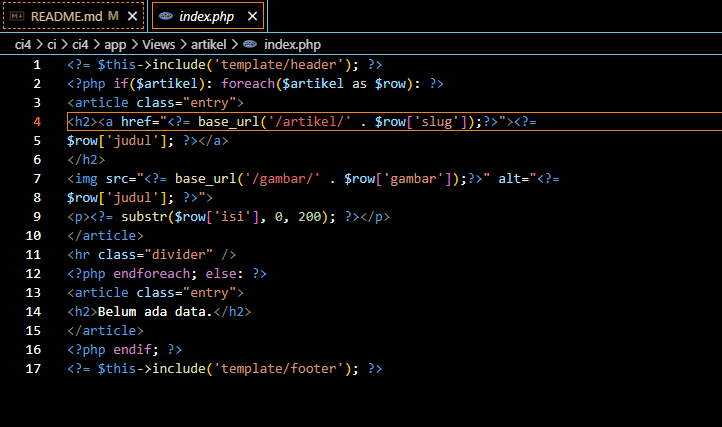 README.md M ✕ index.php ✕
ci4 > ci > ci4 > app > Views > artikel > index.php
1 <?= $this->include('template/header'); ?>
2 <?php if($artikel): foreach($artikel as $row): ?>
3 <article class="entry">
4 <h2><a href="<?= base_url('/artikel/' . $row['slug']);?>"><?=
5 $row['judul']; ?></a>
6 </h2>
7 <img src="<?= base_url('/gambar/' . $row['gambar']);?>" alt="<?=
8 $row['judul']; ?>">
9 <p><?= substr($row['isi'], 0, 200); ?></p>
10 </article>
11 <hr class="divider" />
12 <?php endforeach; else: ?>
13 <article class="entry">
14 <h2>Belum ada data.</h2>
15 </article>
16 <?php endif; ?>
17 <?= $this->include('template/footer'); ?>